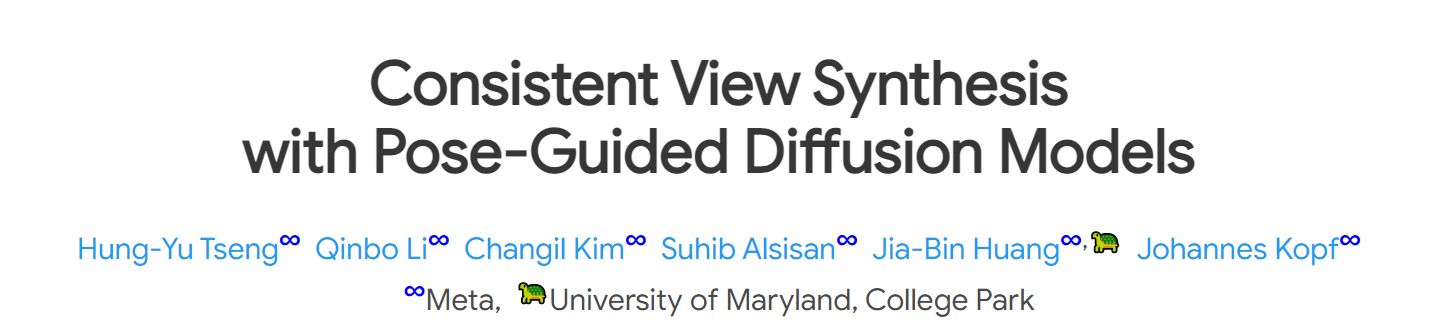 Consistent View Synthesis
with Pose-Guided Diffusion Models
Hung-Yu Tseng∞ Qinbo Li∞ Changil Kim∞ Suhib Alsisan∞ Jia-Bin Huang∞,🐢 Johannes Kopf∞
∞Meta, 🐢University of Maryland, College Park